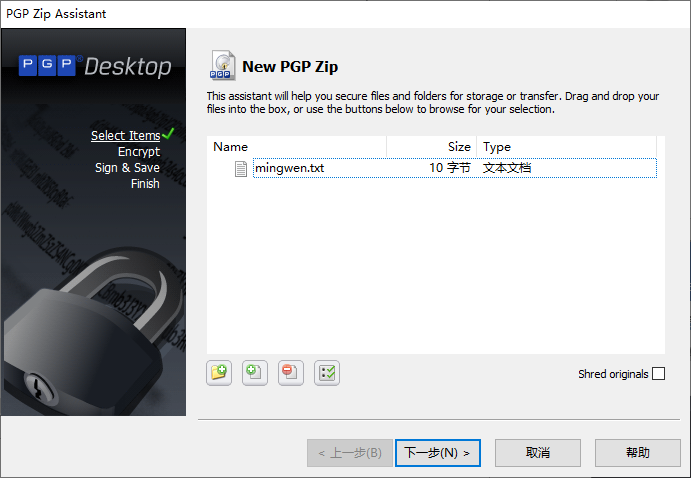 PGP Zip Assistant
PGP® Desktop
Select Items
Encrypt
Sign & Save
Finish
PGP
New PGP Zip
This assistant will help you secure files and folders for storage or transfer. Drag and drop your
files into the box, or use the buttons below to browse for your selection.
Name Size Type
mingwen.txt 10 字节 文本文档
Shred originals
< 上一步(B) 下一步(N) > 取消 帮助